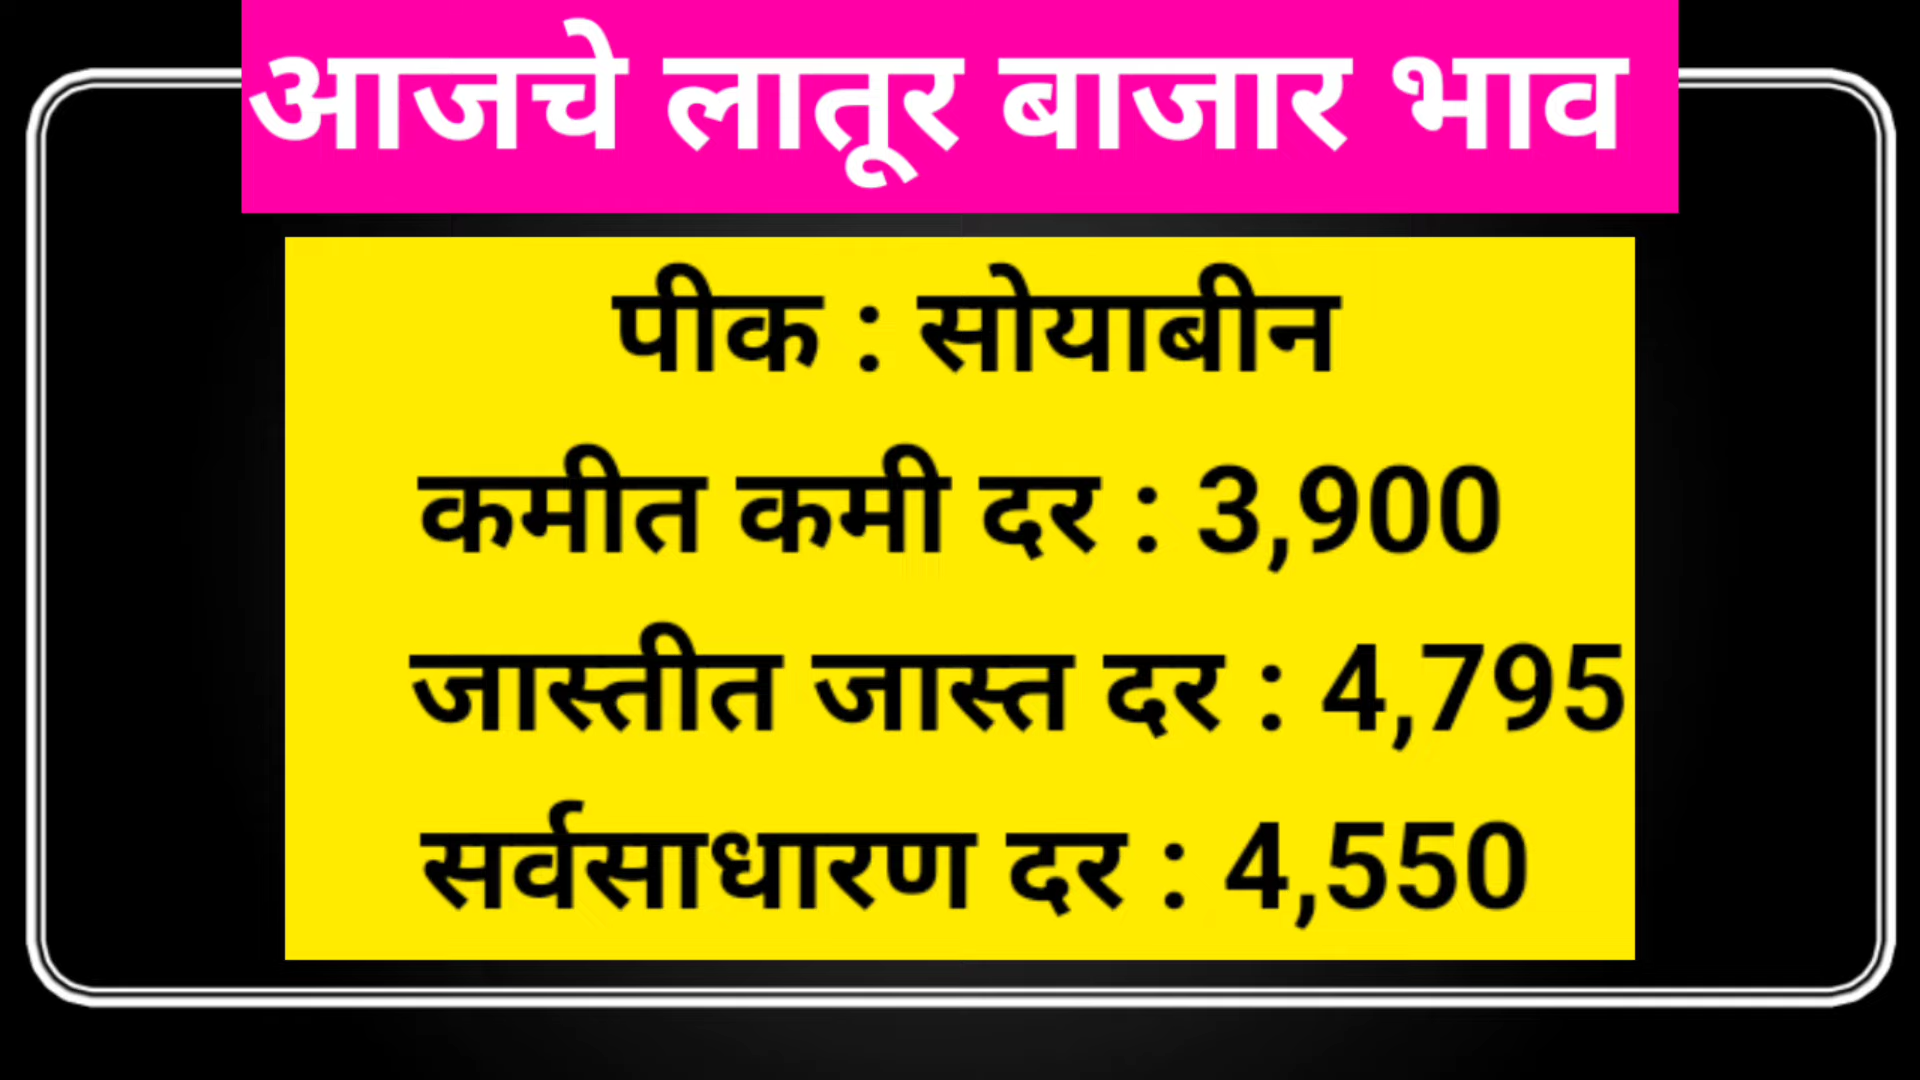 आजचे लातूर बाजार भाव
पीक : सोयाबीन
कमीत कमी दर : 3,900
जास्तीत जास्त दर : 4,795
सर्वसाधारण दर : 4,550